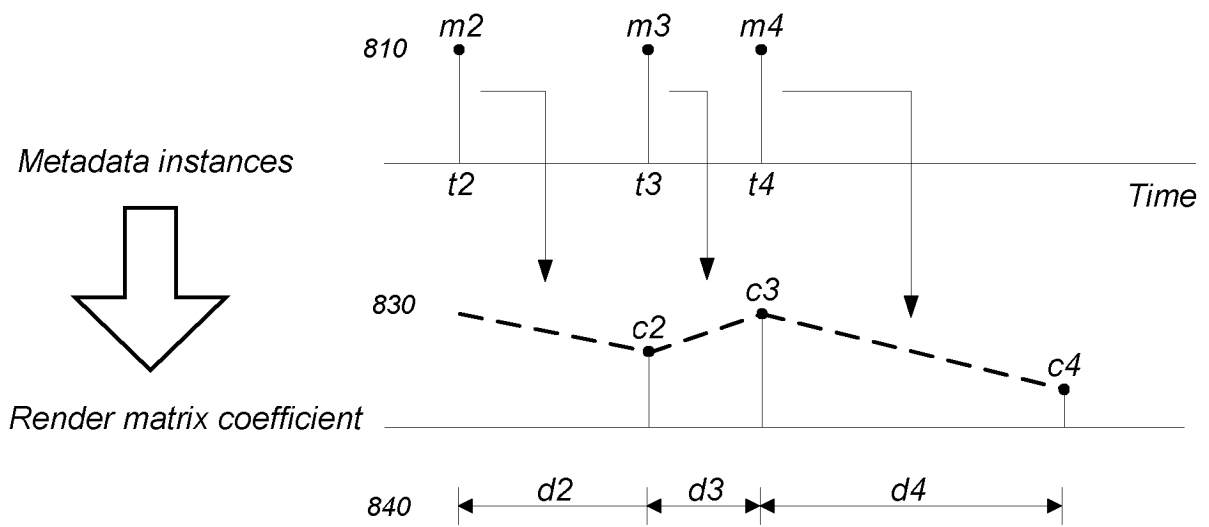 m2 m3 m4
810
Metadata instances
t2 t3 t4
Time
830
c2 c3 c4
Render matrix coefficient
d2 d3 d4
840